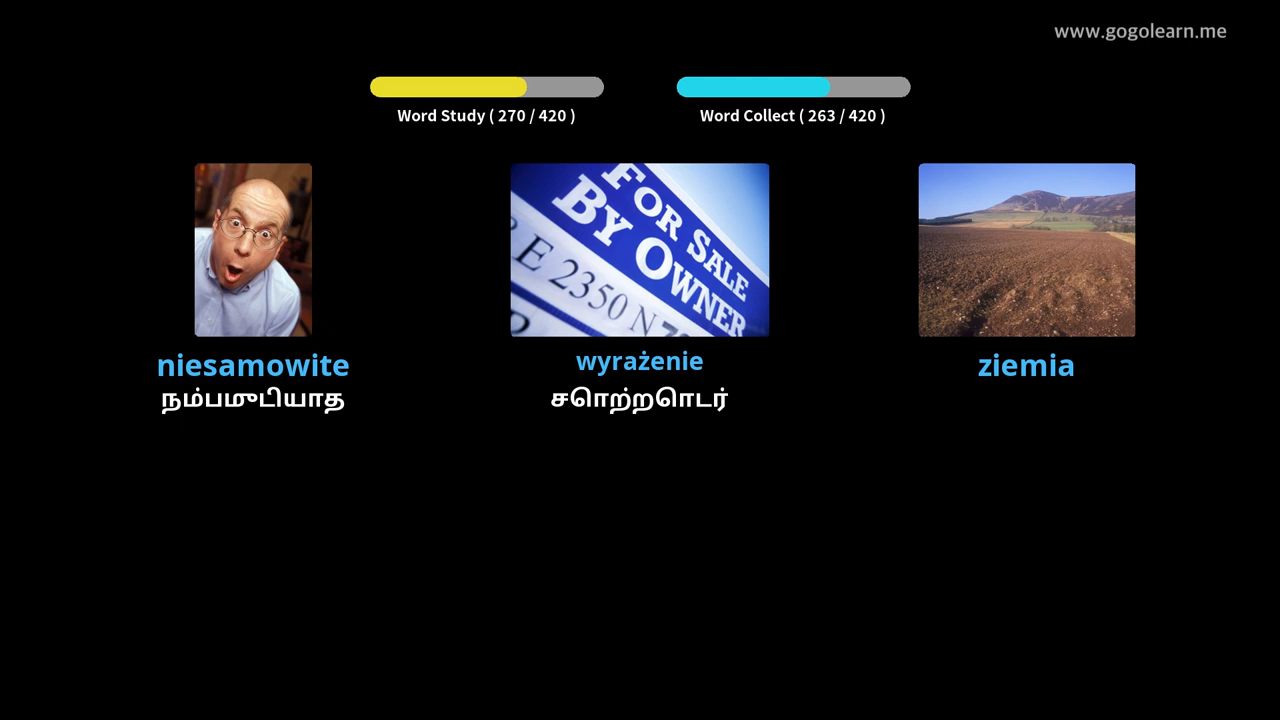 www.gogolearn.me
Word Study ( 270 / 420 )
Word Collect ( 263 / 420 )
FOR SALE
BY OWNER
E 2350 N
niesamowite
wyrażenie
ziemia
நம்பமுடியாத
சொற்றொடர்